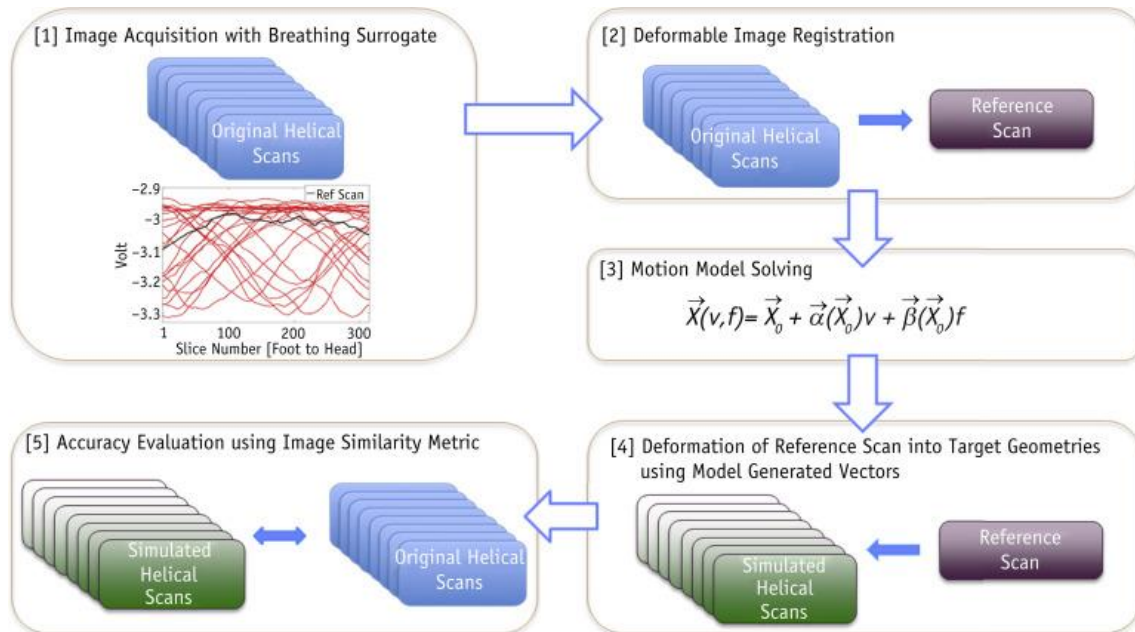 [1] Image Acquisition with Breathing Surrogate
Original Helical
Scans
−2.9
−3
−3.1
−3.2
−3.3
Volt
Ref Scan
1
100
200
300
Slice Number [Foot to Head]
[2] Deformable Image Registration
Original Helical
Scans
Reference
Scan
[3] Motion Model Solving
X⃗(v,f)= X⃗₀ + α⃗(X⃗₀)v + β⃗(X⃗₀)f
[4] Deformation of Reference Scan into Target Geometries
using Model Generated Vectors
Simulated
Helical
Scans
Reference
Scan
[5] Accuracy Evaluation using Image Similarity Metric
Simulated
Helical
Scans
Original Helical
Scans